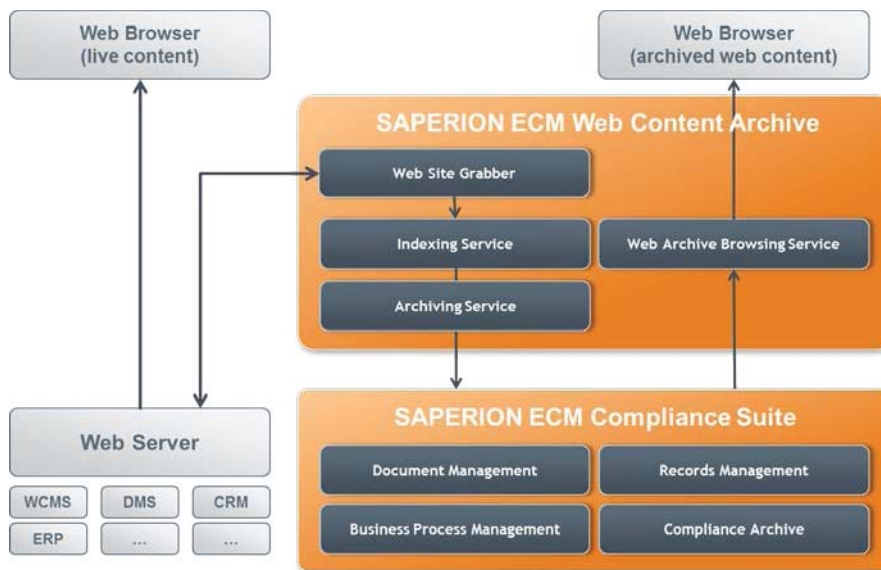 Web Browser
(live content)
Web Browser
(archived web content)
SAPERION ECM Web Content Archive
Web Site Grabber
Indexing Service
Web Archive Browsing Service
Archiving Service
SAPERION ECM Compliance Suite
Web Server
Document Management
Records Management
WCMS
DMS
CRM
Business Process Management
Compliance Archive
ERP
...
...